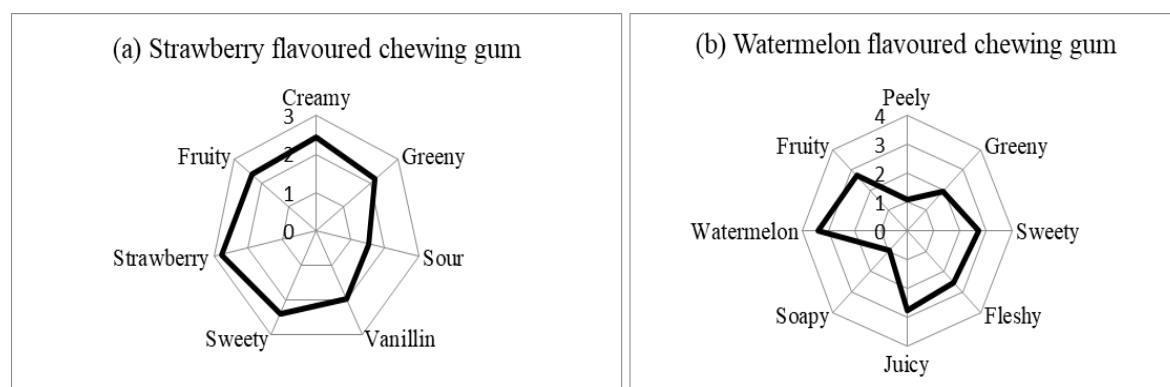 (a) Strawberry flavoured chewing gum
Creamy
3
Fruity
2
Greeny
1
0
Strawberry
Sour
Sweety
Vanillin
(b) Watermelon flavoured chewing gum
Peely
4
Fruity
3
Greeny
2
1
Watermelon
0
Sweety
Soapy
Fleshy
Juicy